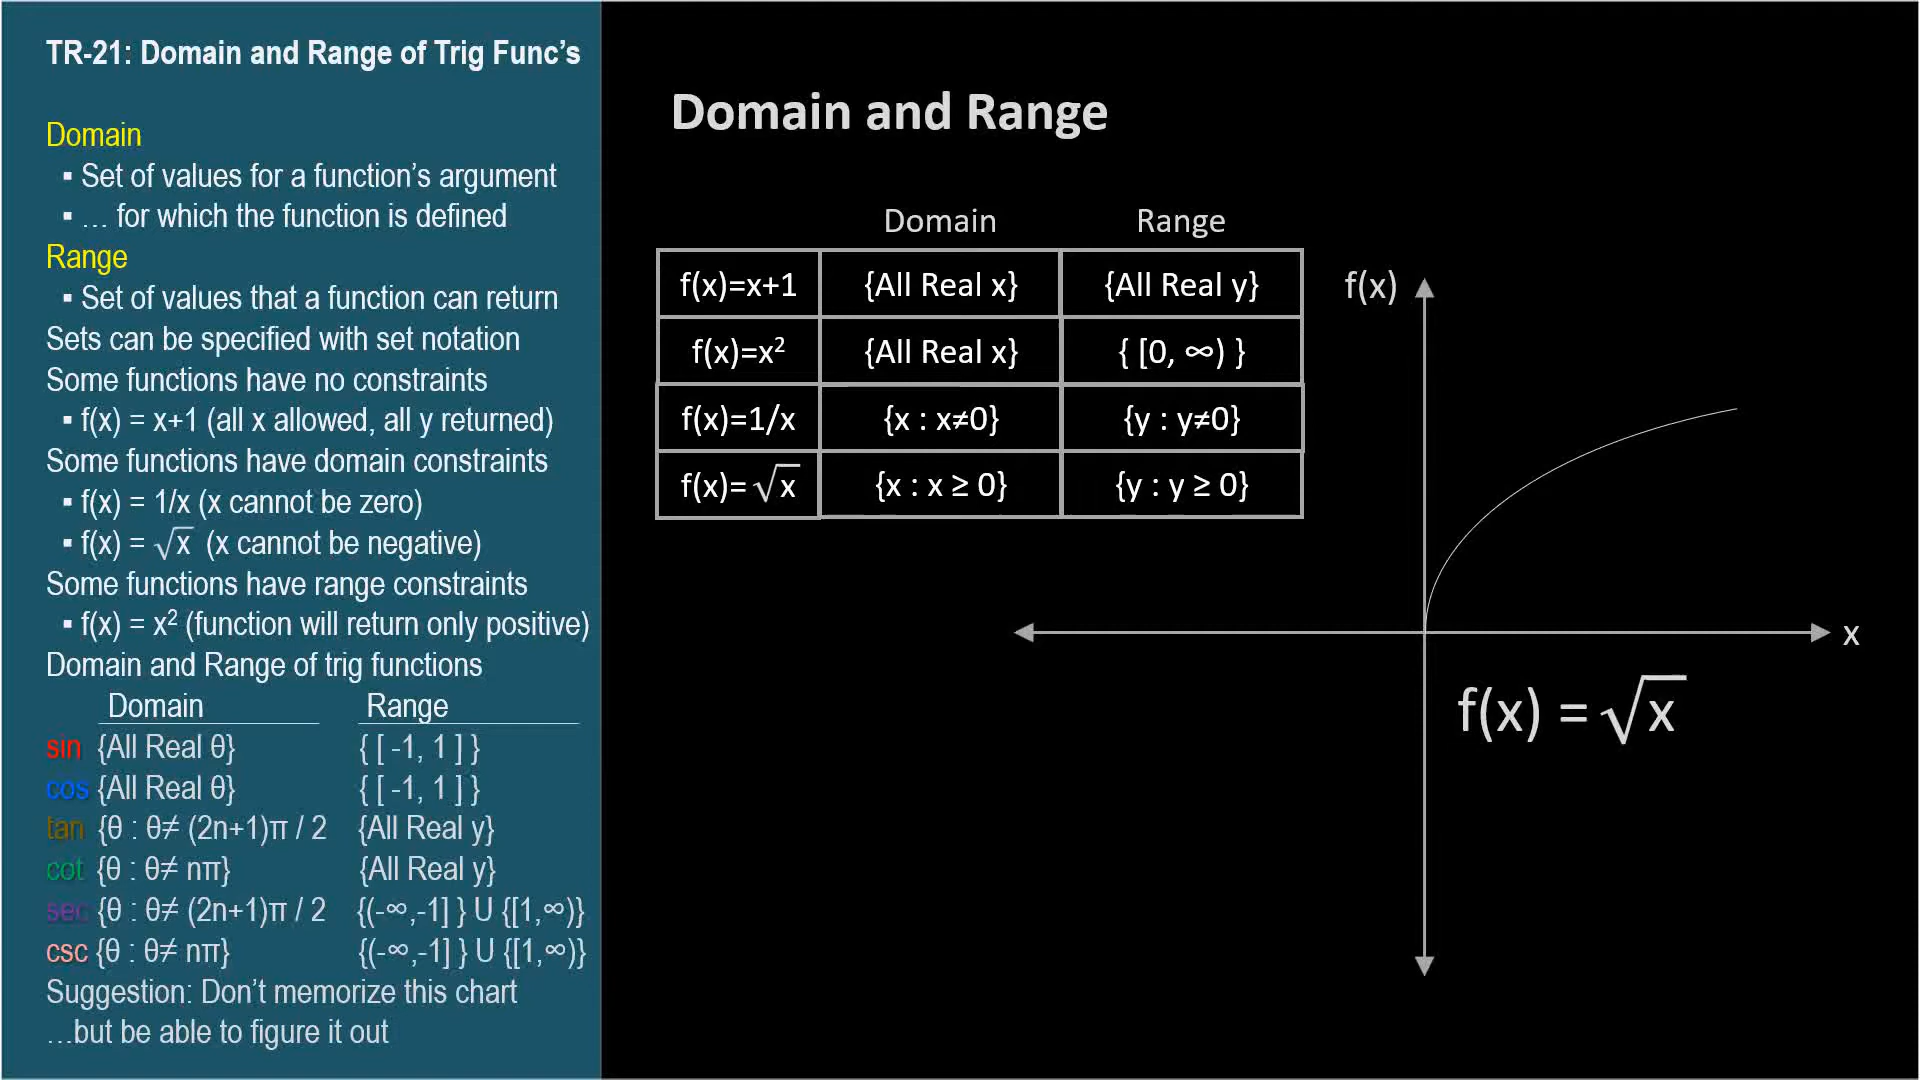 TR-21: Domain and Range of Trig Func’s
Domain
▪ Set of values for a function’s argument
▪ … for which the function is defined
Range
▪ Set of values that a function can return
Sets can be specified with set notation
Some functions have no constraints
▪ f(x) = x+1 (all x allowed, all y returned)
Some functions have domain constraints
▪ f(x) = 1/x (x cannot be zero)
▪ f(x) = √x (x cannot be negative)
Some functions have range constraints
▪ f(x) = x² (function will return only positive)
Domain and Range of trig functions
Domain Range
sin {All Real θ} { [ -1, 1 ] }
cos {All Real θ} { [ -1, 1 ] }
tan {θ : θ≠ (2n+1)π / 2 {All Real y}
cot {θ : θ≠ nπ} {All Real y}
sec {θ : θ≠ (2n+1)π / 2 {(-∞,-1] } U {[1,∞)}
csc {θ : θ≠ nπ} {(-∞,-1] } U {[1,∞)}
Suggestion: Don’t memorize this chart
…but be able to figure it out
Domain and Range
Domain Range
f(x)=x+1 {All Real x} {All Real y}
f(x)=x² {All Real x} { [0, ∞) }
f(x)=1/x {x : x≠0} {y : y≠0}
f(x)=√x {x : x ≥ 0} {y : y ≥ 0}
f(x)
x
f(x) = √x